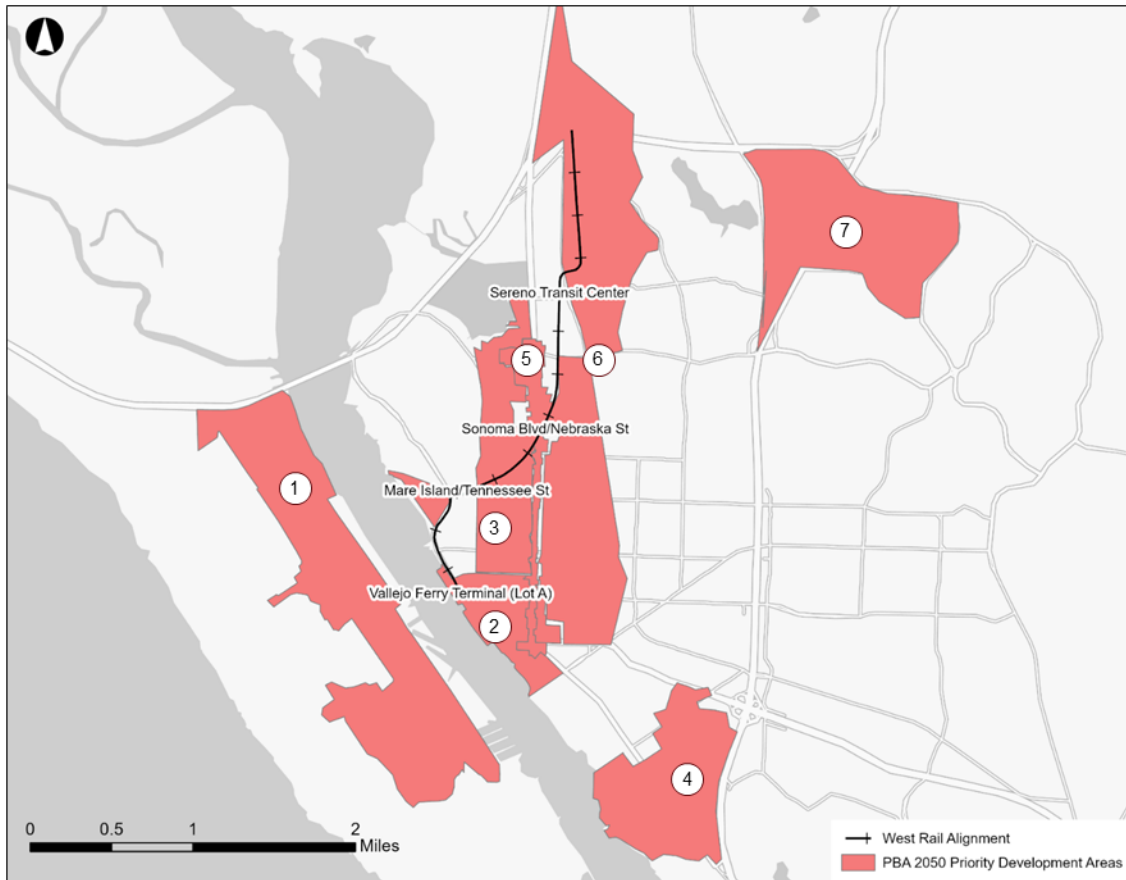 7
Sereno Transit Center
5
6
Sonoma Blvd/Nebraska St
1
Mare Island/Tennessee St
3
Vallejo Ferry Terminal (Lot A)
2
4
0 0.5 1 2
Miles
West Rail Alignment
PBA 2050 Priority Development Areas